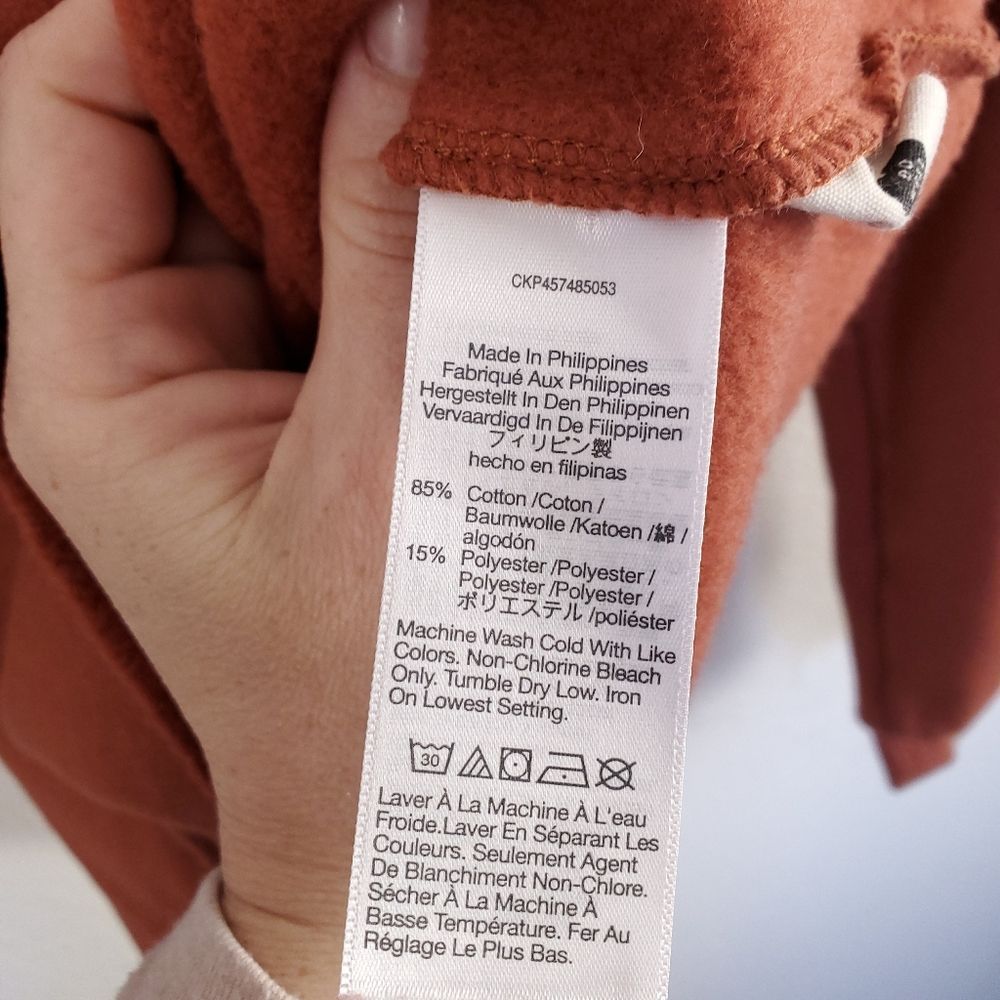 CKP457485053
Made In Philippines
Fabriqué Aux Philippines
Hergestellt In Den Philippinen
Vervaardigd In De Filippijnen
フィリピン製
hecho en filipinas
85% Cotton /Coton /
Baumwolle /Katoen /綿 /
algodón
15% Polyester /Polyester /
Polyester /Polyester /
ポリエステル /poliéster
Machine Wash Cold With Like
Colors. Non-Chlorine Bleach
Only. Tumble Dry Low. Iron
On Lowest Setting.
30
Laver À La Machine À L'eau
Froide.Laver En Séparant Les
Couleurs. Seulement Agent
De Blanchiment Non-Chlore.
Sécher À La Machine À
Basse Température. Fer Au
Réglage Le Plus Bas.